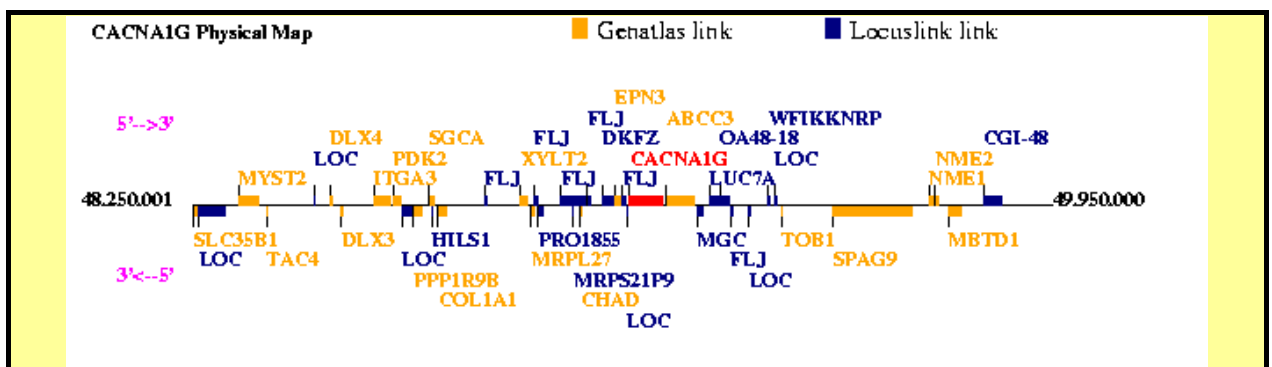 CACNA1G Physical Map Genatlas link Locuslink link
EPN3
5'-->3' FLJ ABCC3 WFIKKNRP
DLX4 SGCA FLJ DKFZ OA48-18 CGI-48
LOC PDK2 XYLT2 CACNA1G LOC NME2
MYST2 ITGA3 FLJ FLJ FLJ LUC7A NME1
48.250.001 49.950.000
SLC35B1 DLX3 HILS1 PRO1855 MGC TOB1 MBTD1
LOC TAC4 LOC MRPL27 FLJ SPAG9
3'<--5' PPP1R9B MRPS21P9 LOC
COL1A1 CHAD
LOC